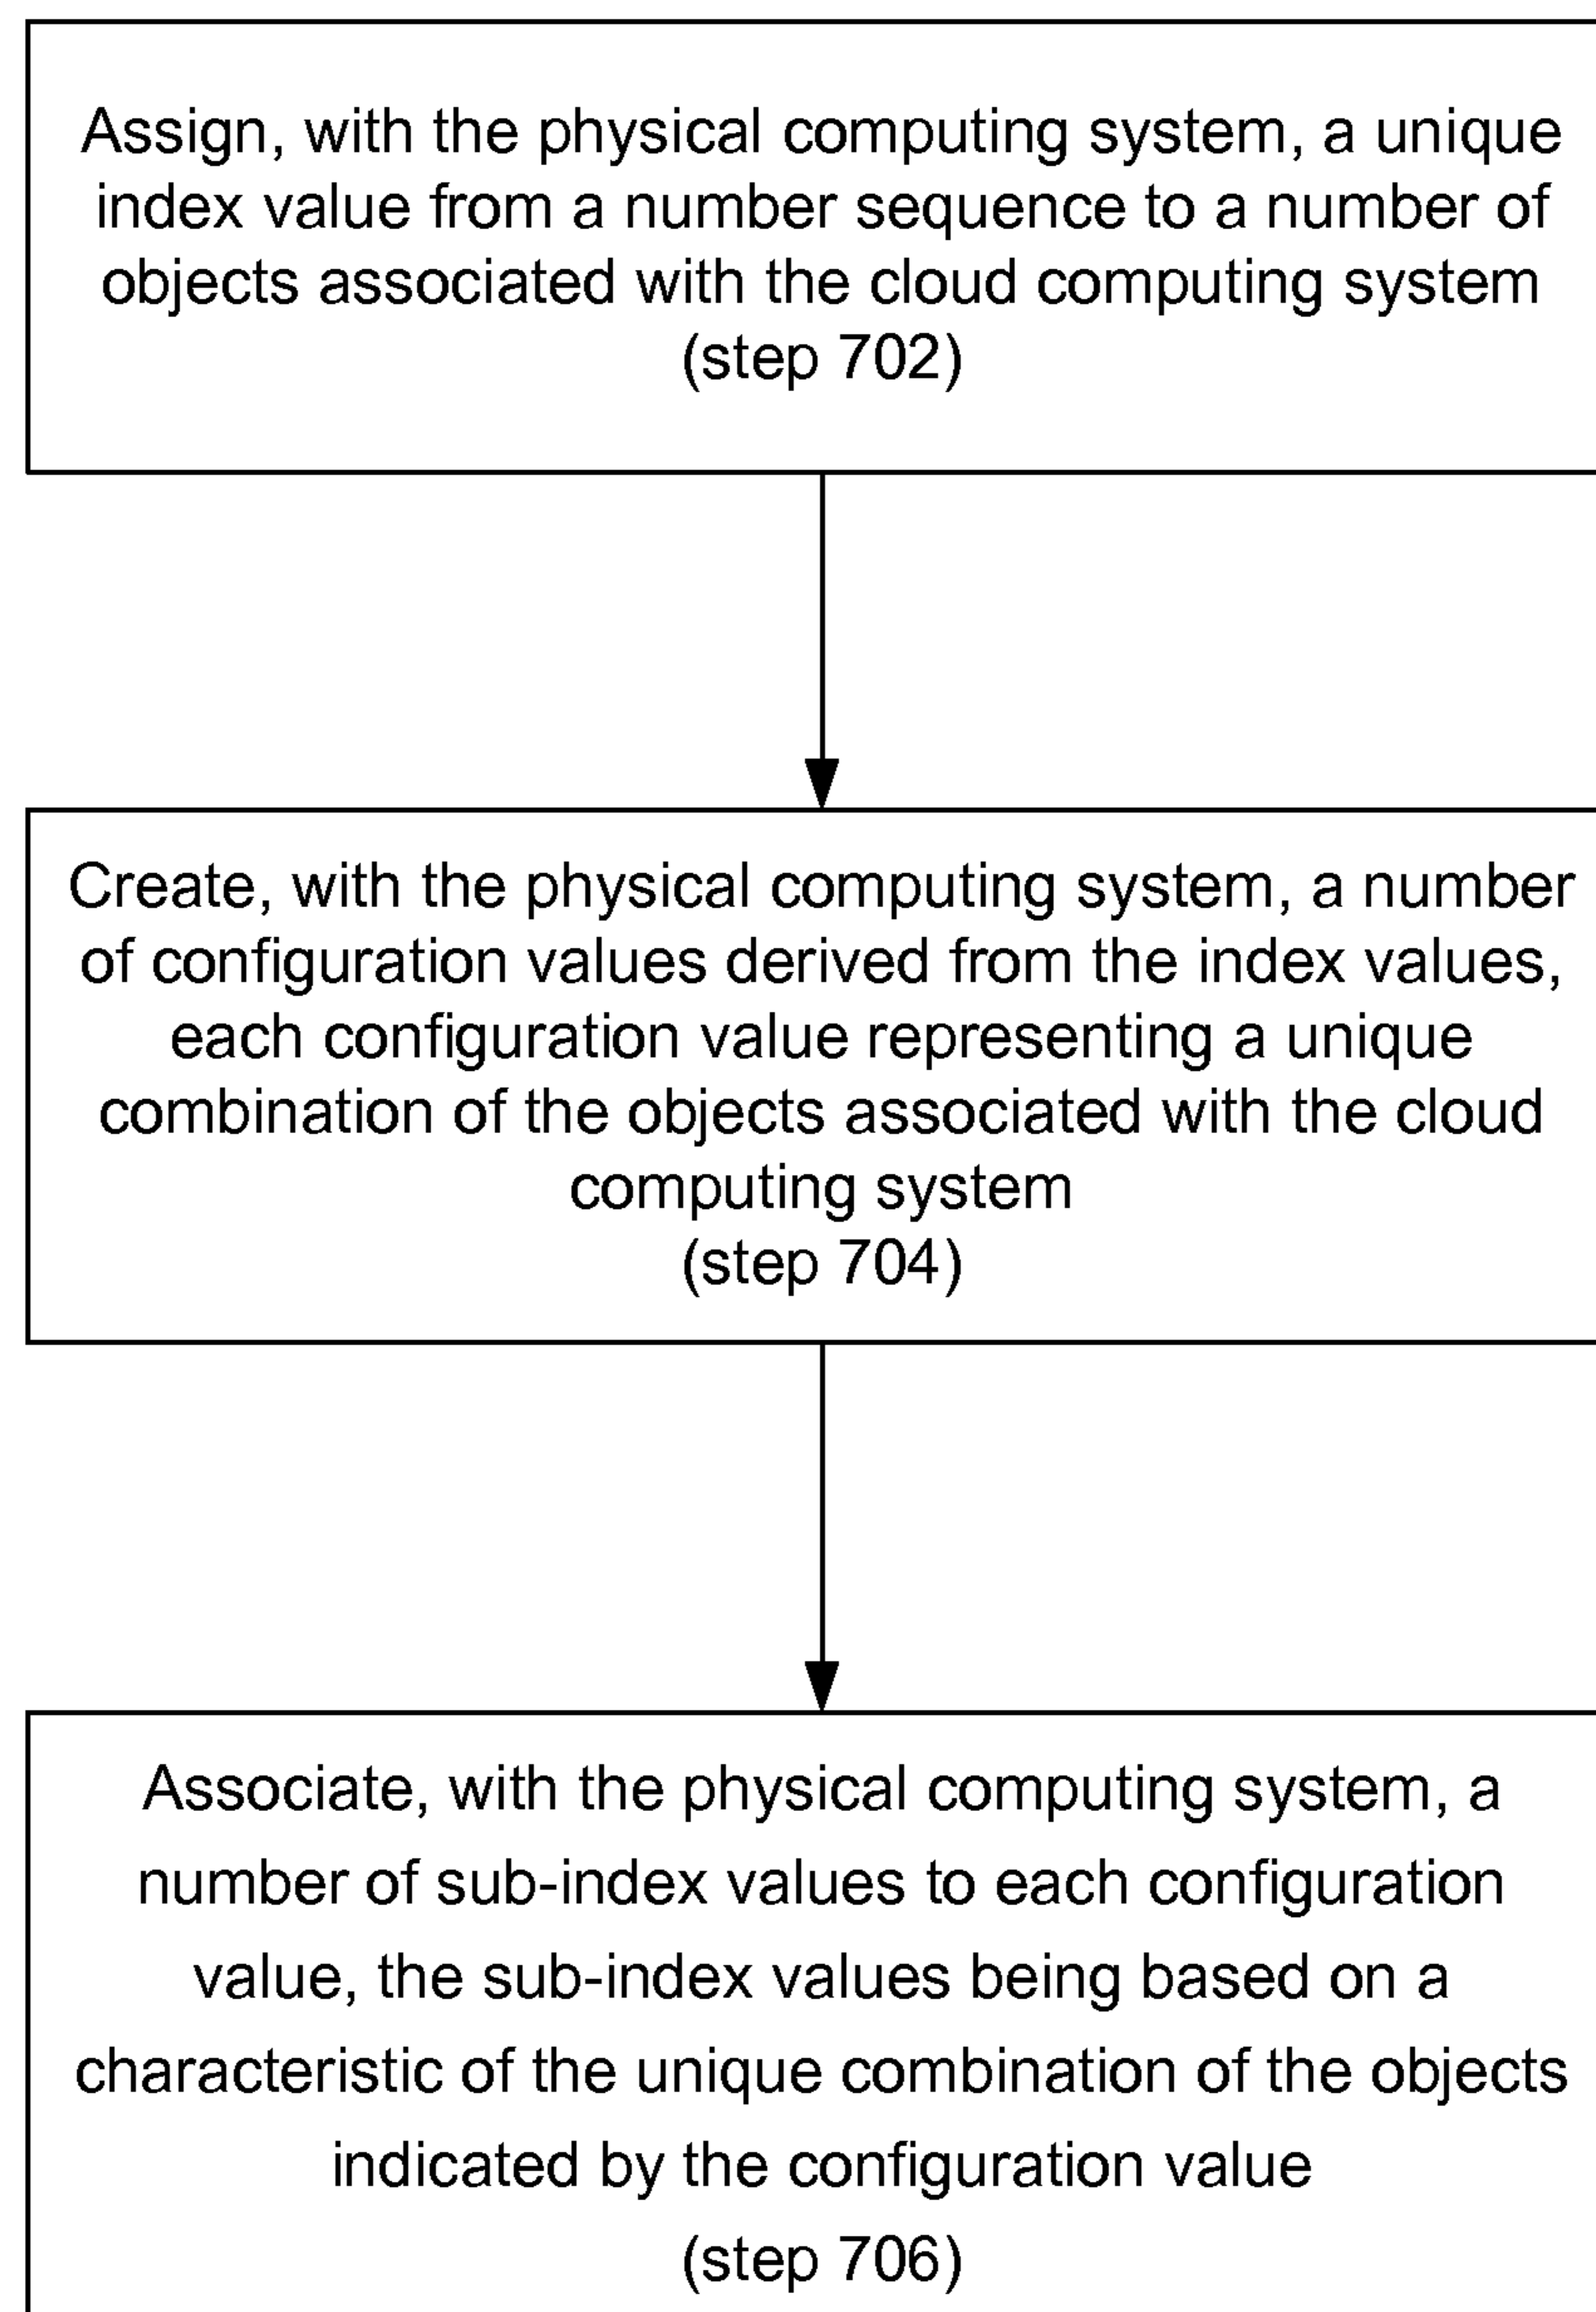 Assign, with the physical computing system, a unique
index value from a number sequence to a number of
objects associated with the cloud computing system
(step 702)
Create, with the physical computing system, a number
of configuration values derived from the index values,
each configuration value representing a unique
combination of the objects associated with the cloud
computing system
(step 704)
Associate, with the physical computing system, a
number of sub-index values to each configuration
value, the sub-index values being based on a
characteristic of the unique combination of the objects
indicated by the configuration value
(step 706)